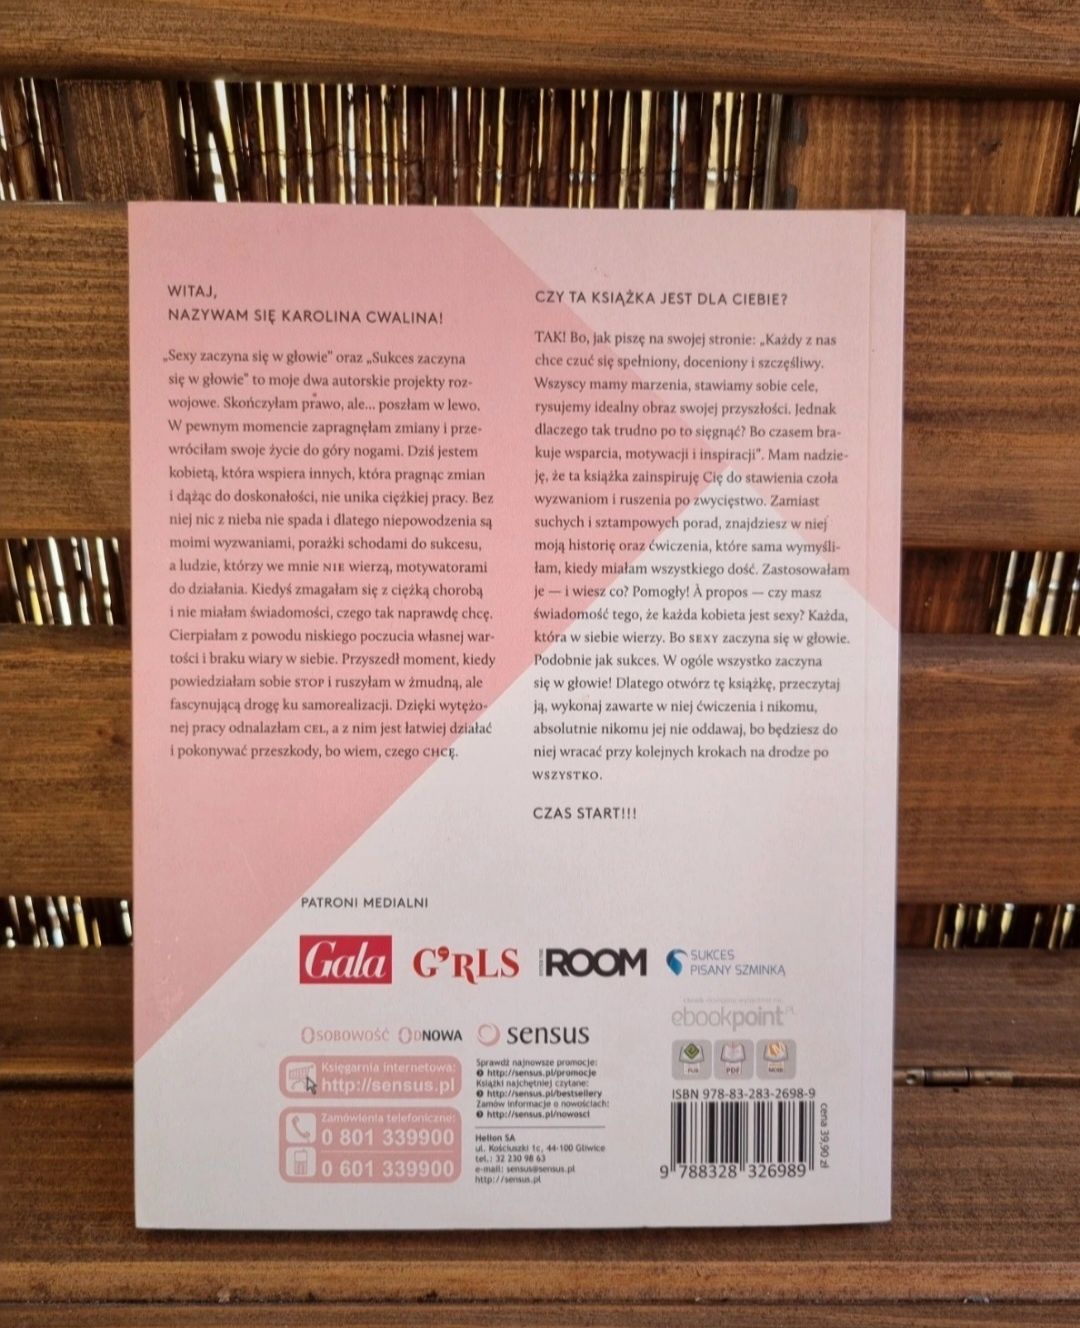 WITAJ,
NAZYWAM SIĘ KAROLINA CWALINA!
„Sexy zaczyna się w głowie" oraz „Sukces zaczyna
się w głowie" to moje dwa autorskie projekty roz-
wojowe. Skończyłam prawo, ale... poszłam w lewo.
W pewnym momencie zapragnęłam zmiany i prze-
wróciłam swoje życie do góry nogami. Dziś jestem
kobietą, która wspiera innych, która pragnąc zmian
i dążąc do doskonałości, nie unika ciężkiej pracy. Bez
niej nic z nieba nie spada i dlatego niepowodzenia są
moimi wyzwaniami, porażki schodami do sukcesu,
a ludzie, którzy we mnie NIE wierzą, motywatorami
do działania. Kiedyś zmagałam się z ciężką chorobą
i nie miałam świadomości, czego tak naprawdę chcę.
Cierpiałam z powodu niskiego poczucia własnej war-
tości i braku wiary w siebie. Przyszedł moment, kiedy
powiedziałam sobie STOP i ruszyłam w żmudną, ale
fascynującą drogę ku samorealizacji. Dzięki wytężo-
nej pracy odnalazłam CEL, a z nim jest łatwiej działać
i pokonywać przeszkody, bo wiem, czego CHCĘ.
CZY TA KSIĄŻKA JEST DLA CIEBIE?
TAK! Bo, jak piszę na swojej stronie: „Każdy z nas
chce czuć się spełniony, doceniony i szczęśliwy.
Wszyscy mamy marzenia, stawiamy sobie cele,
rysujemy idealny obraz swojej przyszłości. Jednak
dlaczego tak trudno po to sięgnąć? Bo czasem bra-
kuje wsparcia, motywacji i inspiracji". Mam nadzie-
ję, że ta książka zainspiruję Cię do stawienia czoła
wyzwaniom i ruszenia po zwycięstwo. Zamiast
suchych i sztampowych porad, znajdziesz w niej
moją historię oraz ćwiczenia, które sama wymyśli-
łam, kiedy miałam wszystkiego dość. Zastosowałam
je — i wiesz co? Pomogły! À propos — czy masz
świadomość tego, że każda kobieta jest sexy? Każda,
która w siebie wierzy. Bo SEXY zaczyna się w głowie.
Podobnie jak sukces. W ogóle wszystko zaczyna
się w głowie! Dlatego otwórz tę książkę, przeczytaj
ją, wykonaj zawarte w niej ćwiczenia i nikomu,
absolutnie nikomu jej nie oddawaj, bo będziesz do
niej wracać przy kolejnych krokach na drodze po
WSZYSTKO.
CZAS START!!!
PATRONI MEDIALNI
Gala
GIRLS
ROOM
SUKCES
PISANY SZMINKĄ
OSOBOWOŚĆ ODNOWA
sensus
ebookpoint.PL
PDF
Księgarnia internetowa:
http://sensus.pl
Zamówienia telefoniczne:
0 801 339900
0 601 339900
Sprawdź najnowsze promocje:
http://sensus.pl/promocje
Książki najchętniej czytane:
http://sensus.pl/bestsellery
Zamów informacje o nowościach:
http://sensus.pl/nowosci
Helion SA
ul. Kościuszki 1c, 44-100 Gliwice
tel.: 32 230 98 63
e-mail: sensus@sensus.pl
http://sensus.pl
ISBN 978-83-283-2698-9
9 788328 326989
cena 39,90 zł